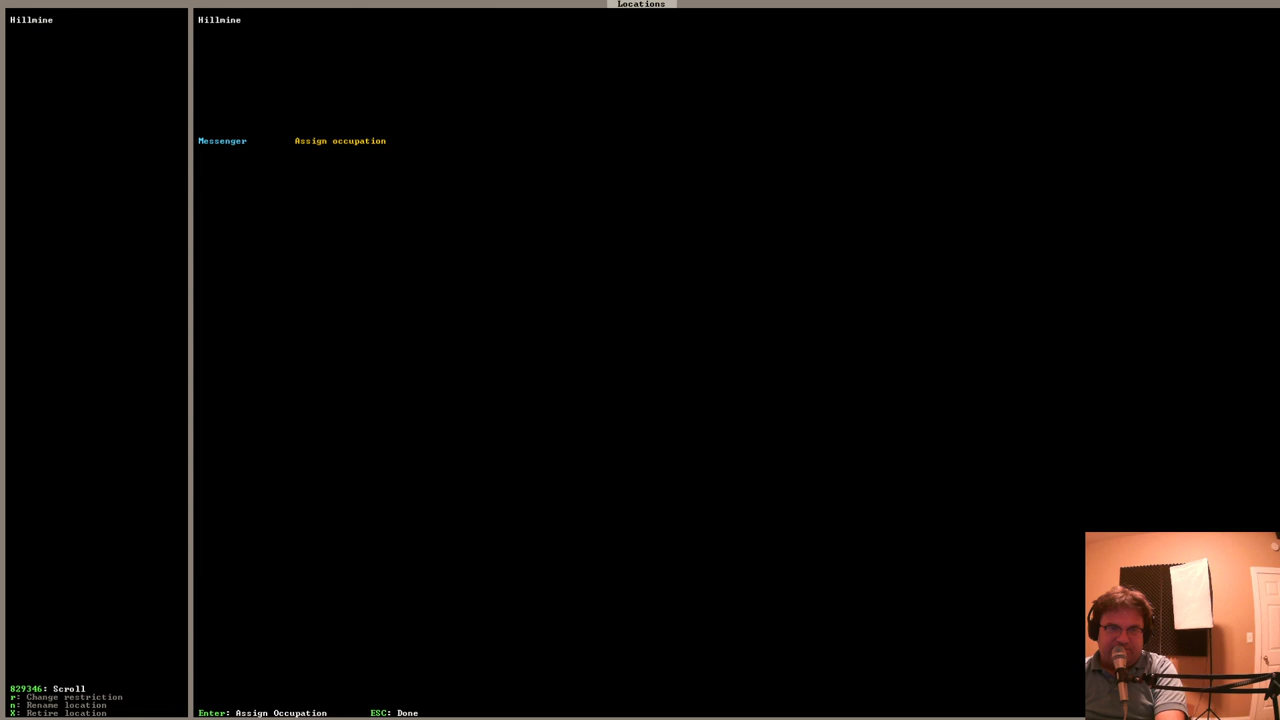 Locations
Hillmine
Hillmine
Messenger Assign occupation
829346: Scroll
r: Change restriction
n: Rename location
X: Retire location
Enter: Assign Occupation ESC: Done